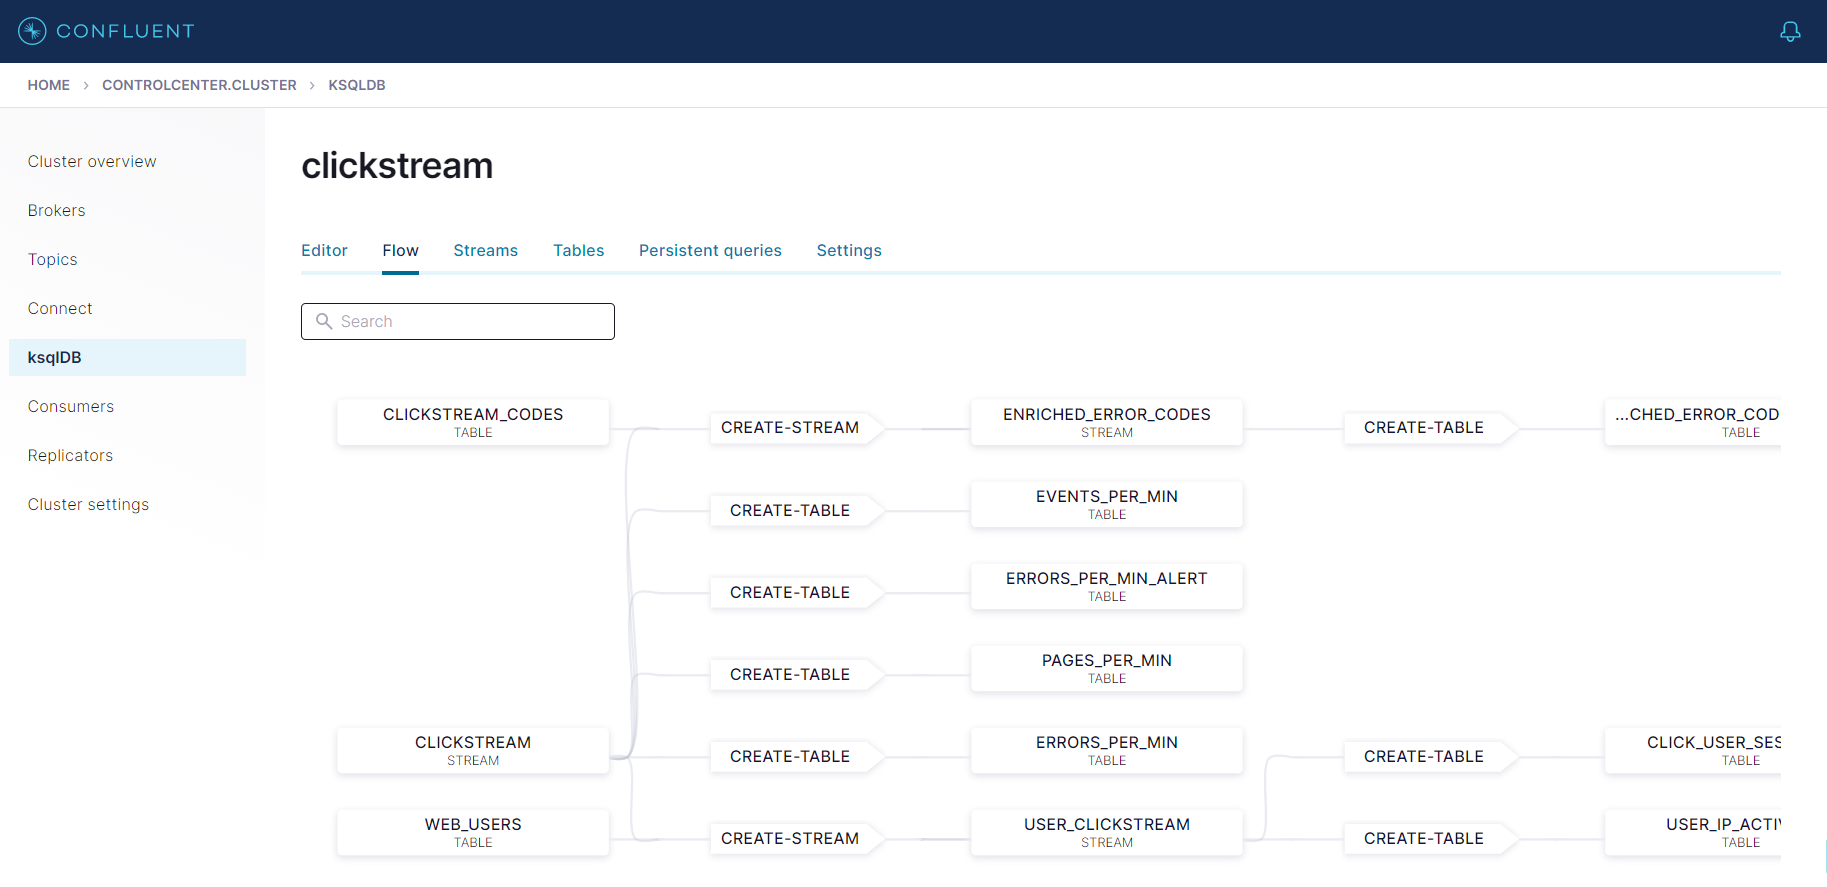 CONFLUENT
HOME > CONTROLCENTER.CLUSTER > KSQLDB
Cluster overview
Brokers
Topics
Connect
ksqlDB
Consumers
Replicators
Cluster settings
clickstream
Editor Flow Streams Tables Persistent queries Settings
Search
CLICKSTREAM_CODES
TABLE
CREATE-STREAM
ENRICHED_ERROR_CODES
STREAM
CREATE-TABLE
...CHED_ERROR_COD
TABLE
CREATE-TABLE
EVENTS_PER_MIN
TABLE
CREATE-TABLE
ERRORS_PER_MIN_ALERT
TABLE
CREATE-TABLE
PAGES_PER_MIN
TABLE
CLICKSTREAM
STREAM
CREATE-TABLE
ERRORS_PER_MIN
TABLE
CREATE-TABLE
CLICK_USER_SES
TABLE
WEB_USERS
TABLE
CREATE-STREAM
USER_CLICKSTREAM
STREAM
CREATE-TABLE
USER_IP_ACTIV
TABLE